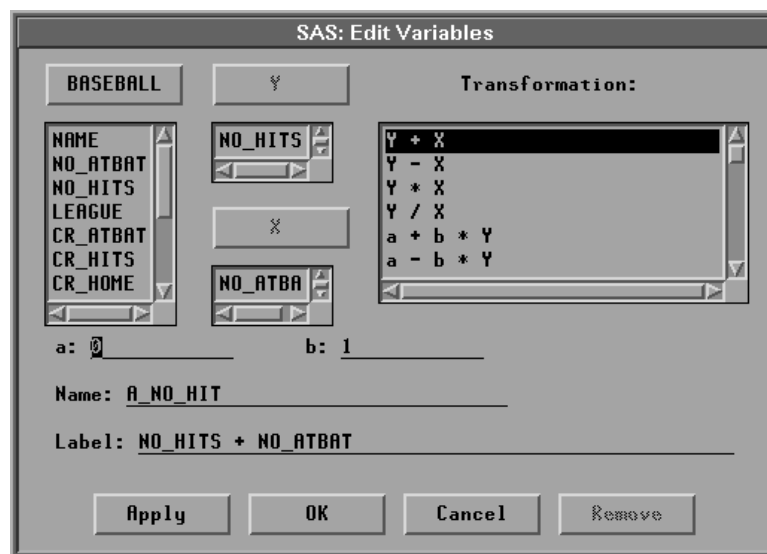 SAS: Edit Variables
BASEBALL
Y
Transformation:
NAME
NO_ATBAT
NO_HITS
LEAGUE
CR_ATBAT
CR_HITS
CR_HOME
NO_HITS
X
NO_ATBA
Y + X
Y - X
Y * X
Y / X
a + b * Y
a - b * Y
a: 0
b: 1
Name: A_NO_HIT
Label: NO_HITS + NO_ATBAT
Apply
OK
Cancel
Remove